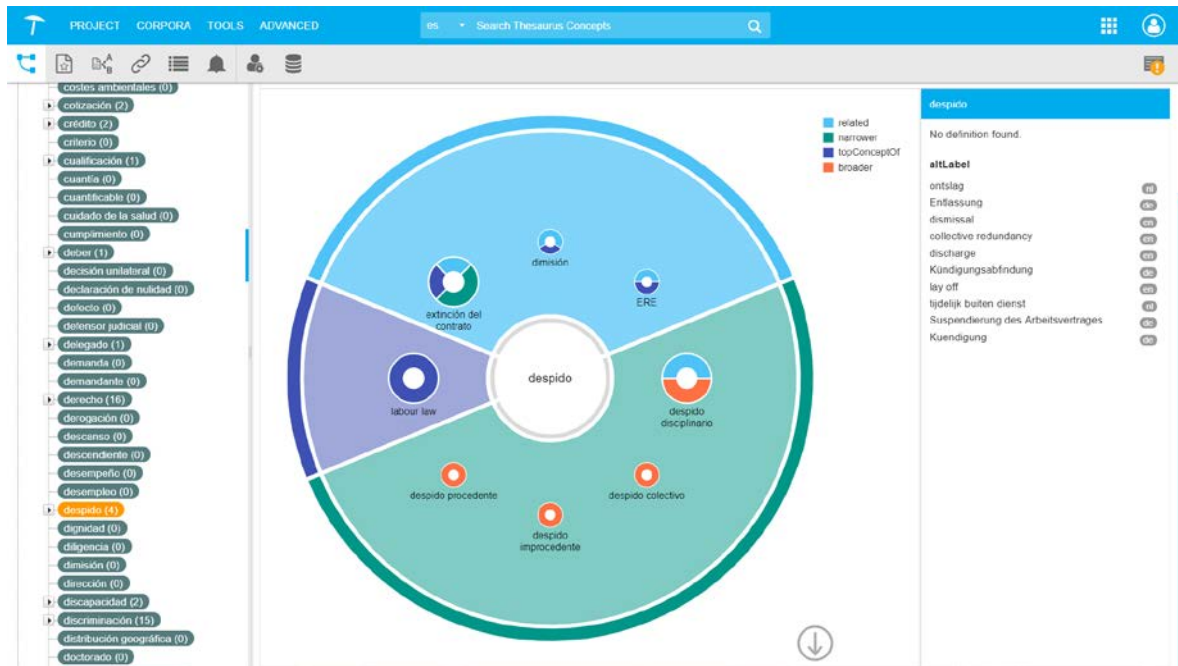 PROJECT CORPORA TOOLS ADVANCED
es Search Thesaurus Concepts
costes ambientales (0)
cotización (2)
crédito (2)
criterio (0)
cualificación (1)
cuantía (0)
cuantificable (0)
cuidado de la salud (0)
cumplimiento (0)
deber (1)
decisión unilateral (0)
declaración de nulidad (0)
defecto (0)
defensor judicial (0)
delegado (1)
demanda (0)
demandante (0)
derecho (16)
derogación (0)
descanso (0)
descendiente (0)
desempeño (0)
desempleo (0)
despido (4)
dignidad (0)
diligencia (0)
dimisión (0)
dirección (0)
discapacidad (2)
discriminación (15)
distribución geográfica (0)
doctorado (0)
related
narrower
topConceptOf
broader
dimisión
ERE
extinción del
contrato
despido
labour law
despido
disciplinario
despido procedente
despido colectivo
despido
improcedente
despido
No definition found.
altLabel
ontslag nl
Entlassung de
dismissal en
collective redundancy en
discharge en
Kündigungsabfindung de
lay off en
tijdelijk buiten dienst nl
Suspendierung des Arbeitsvertrages de
Kuendigung de